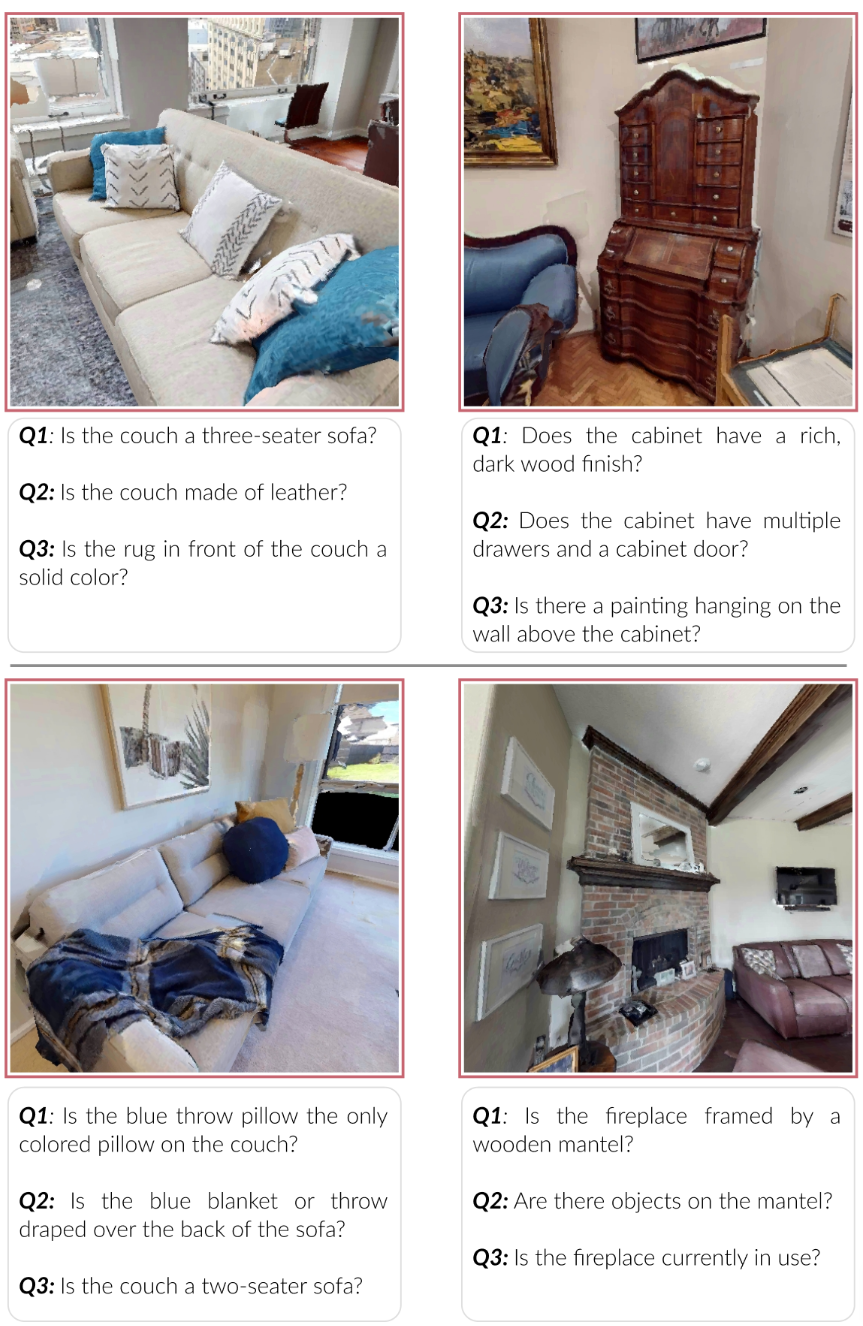 Q1: Is the couch a three-seater sofa?
Q2: Is the couch made of leather?
Q3: Is the rug in front of the couch a
solid color?
Q1: Does the cabinet have a rich,
dark wood finish?
Q2: Does the cabinet have multiple
drawers and a cabinet door?
Q3: Is there a painting hanging on the
wall above the cabinet?
Q1: Is the blue throw pillow the only
colored pillow on the couch?
Q2: Is the blue blanket or throw
draped over the back of the sofa?
Q3: Is the couch a two-seater sofa?
Q1: Is the fireplace framed by a
wooden mantel?
Q2: Are there objects on the mantel?
Q3: Is the fireplace currently in use?